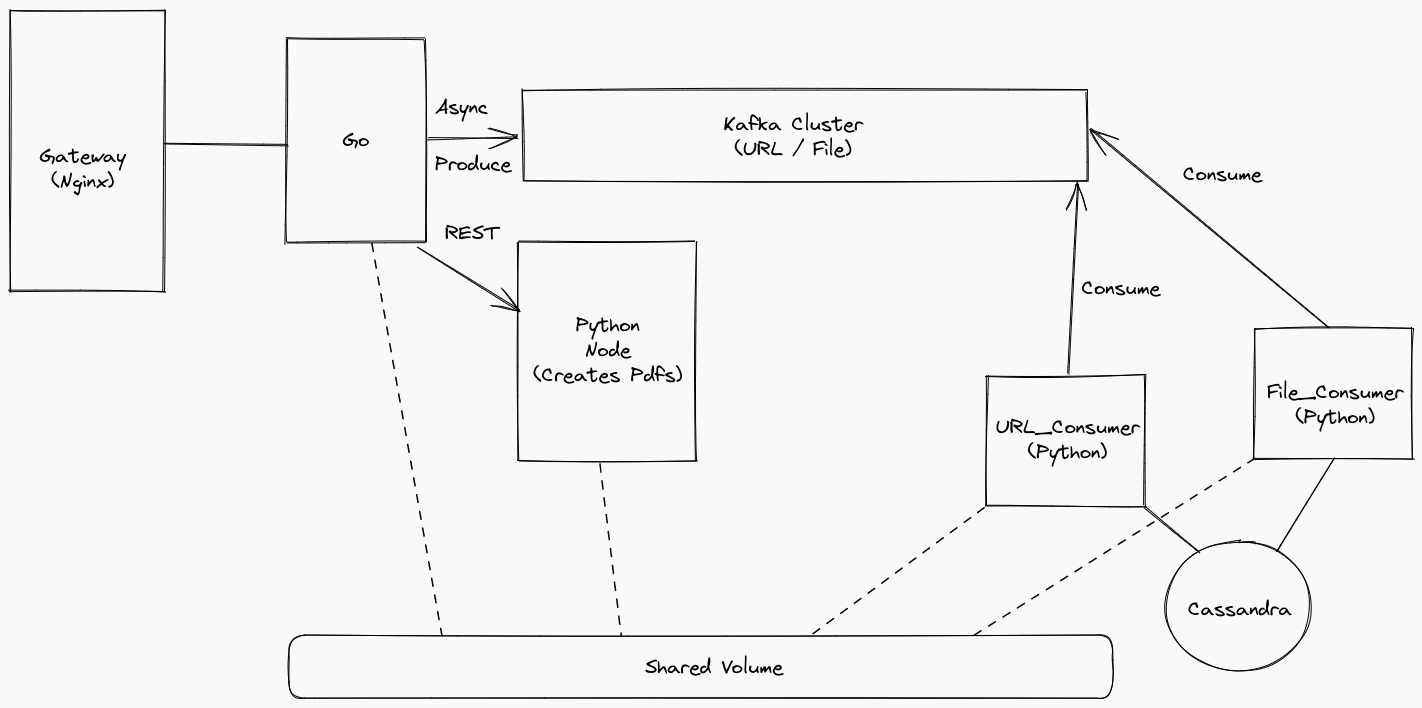 Gateway
(Nginx)
Go
Async
Produce
REST
Kafka Cluster
(URL / File)
Consume
Consume
Python
Node
(Creates Pdfs)
URL_Consumer
(Python)
File_Consumer
(Python)
Cassandra
Shared Volume